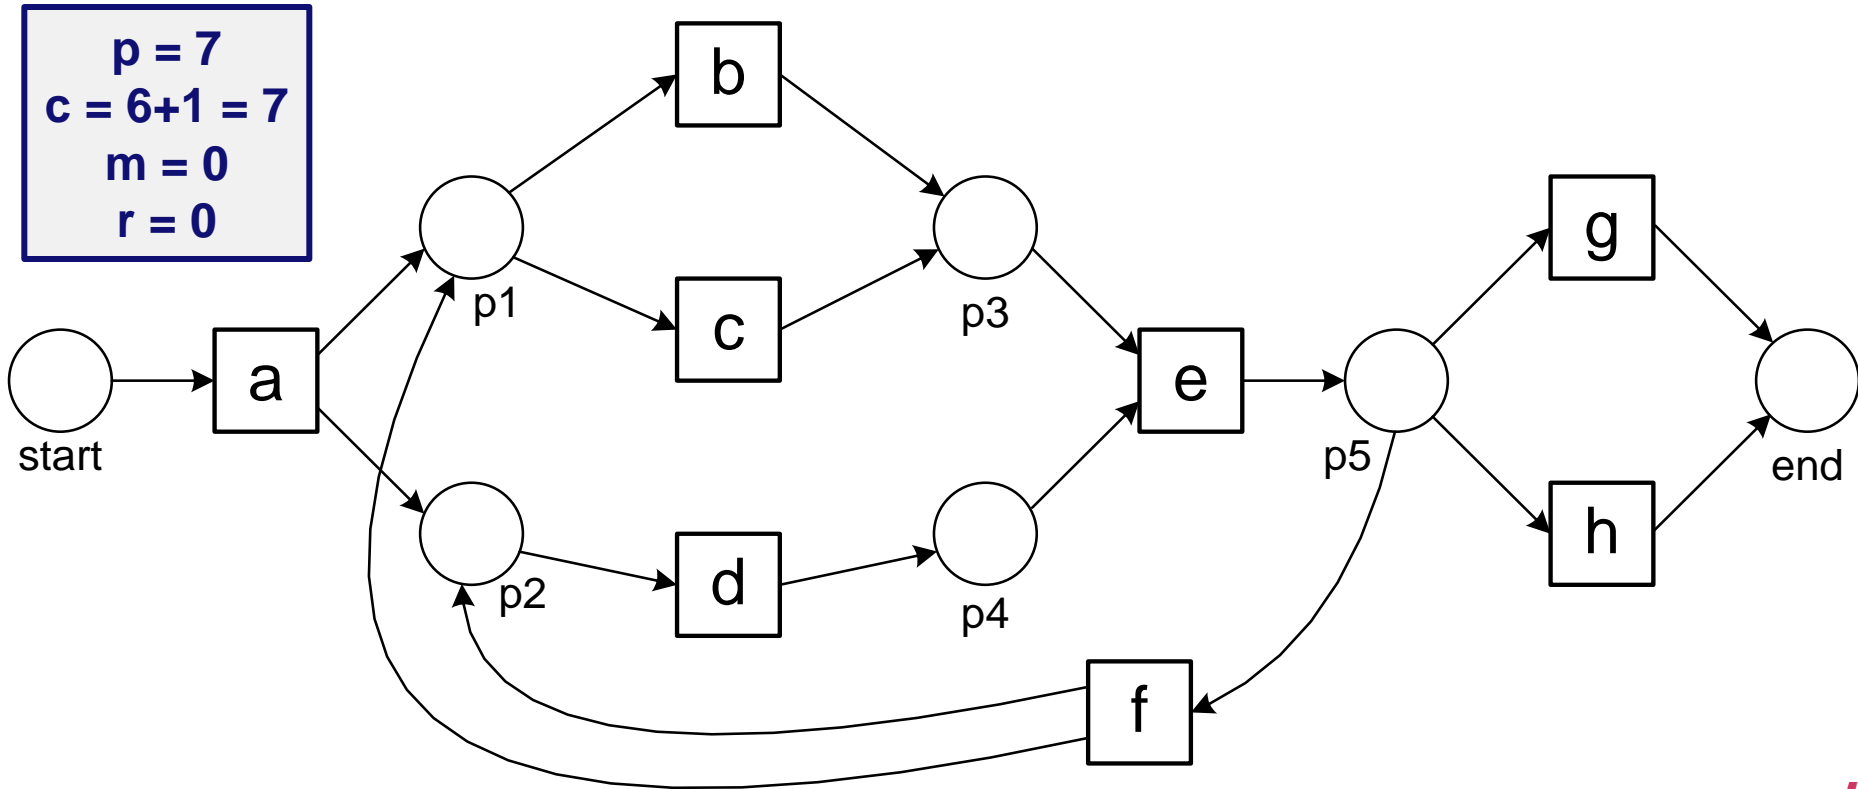 p = 7
c = 6+1 = 7
m = 0
r = 0
b
g
p1
c
p3
start
a
e
p5
end
p2
d
p4
h
f